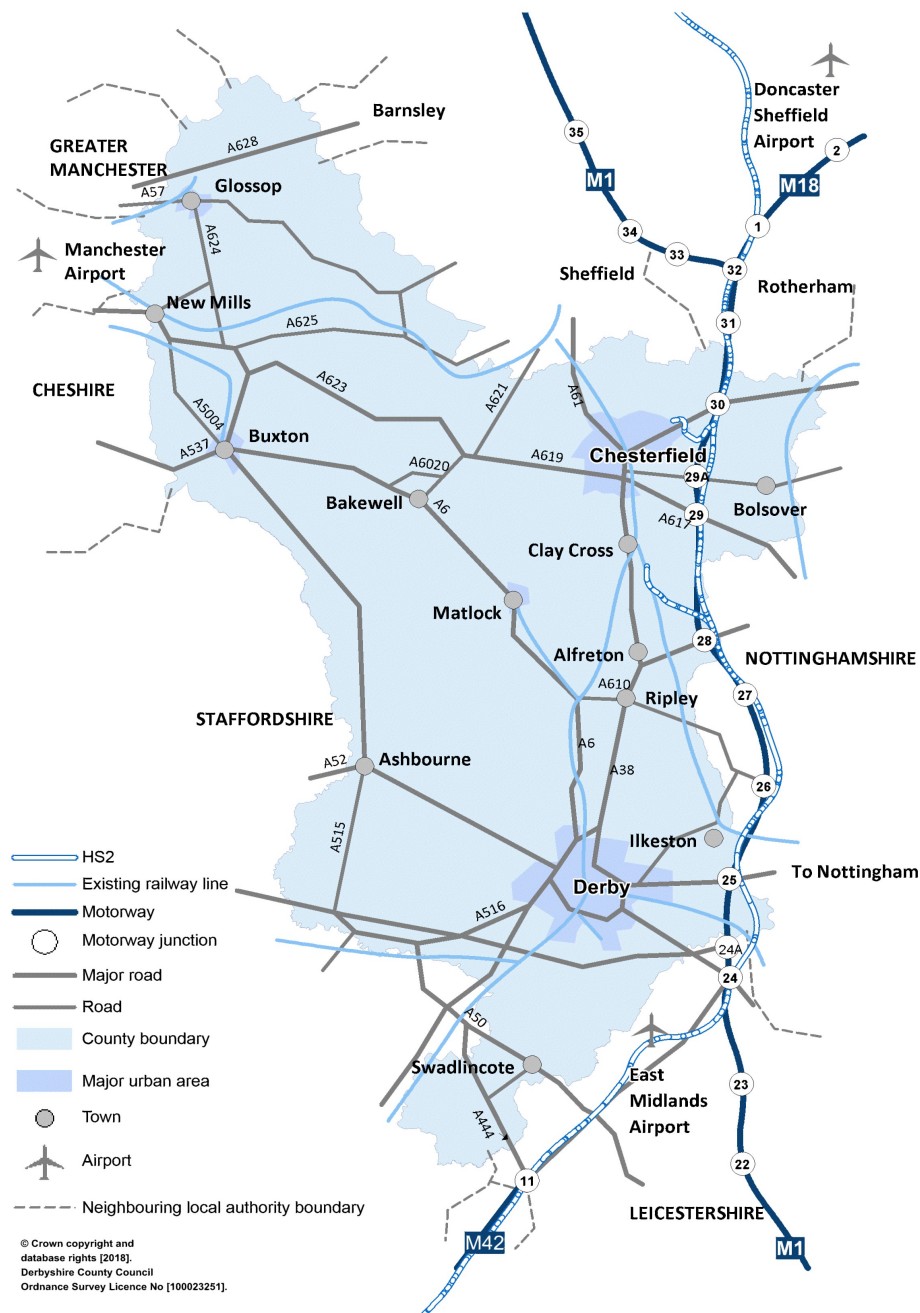 Barnsley
GREATER
MANCHESTER
A628
A57
Glossop
A624
Manchester
Airport
New Mills
A625
CHESHIRE
A5004
A623
A621
A61
A537
Buxton
A6020
A619
Bakewell
A6
Doncaster
Sheffield
Airport
35
2
M1
M18
1
34
33
32
Sheffield
Rotherham
31
30
Chesterfield
29A
Bolsover
29
A617
Clay Cross
Matlock
28
Alfreton
NOTTINGHAMSHIRE
27
A610
Ripley
STAFFORDSHIRE
A6
A38
A52
Ashbourne
26
A515
Ilkeston
To Nottingham
25
Derby
A516
24A
24
A50
Swadlincote
East
Midlands
Airport
23
A444
22
11
LEICESTERSHIRE
M42
M1
HS2
Existing railway line
Motorway
Motorway junction
Major road
Road
County boundary
Major urban area
Town
Airport
Neighbouring local authority boundary
© Crown copyright and
database rights [2018].
Derbyshire County Council
Ordnance Survey Licence No [100023251].